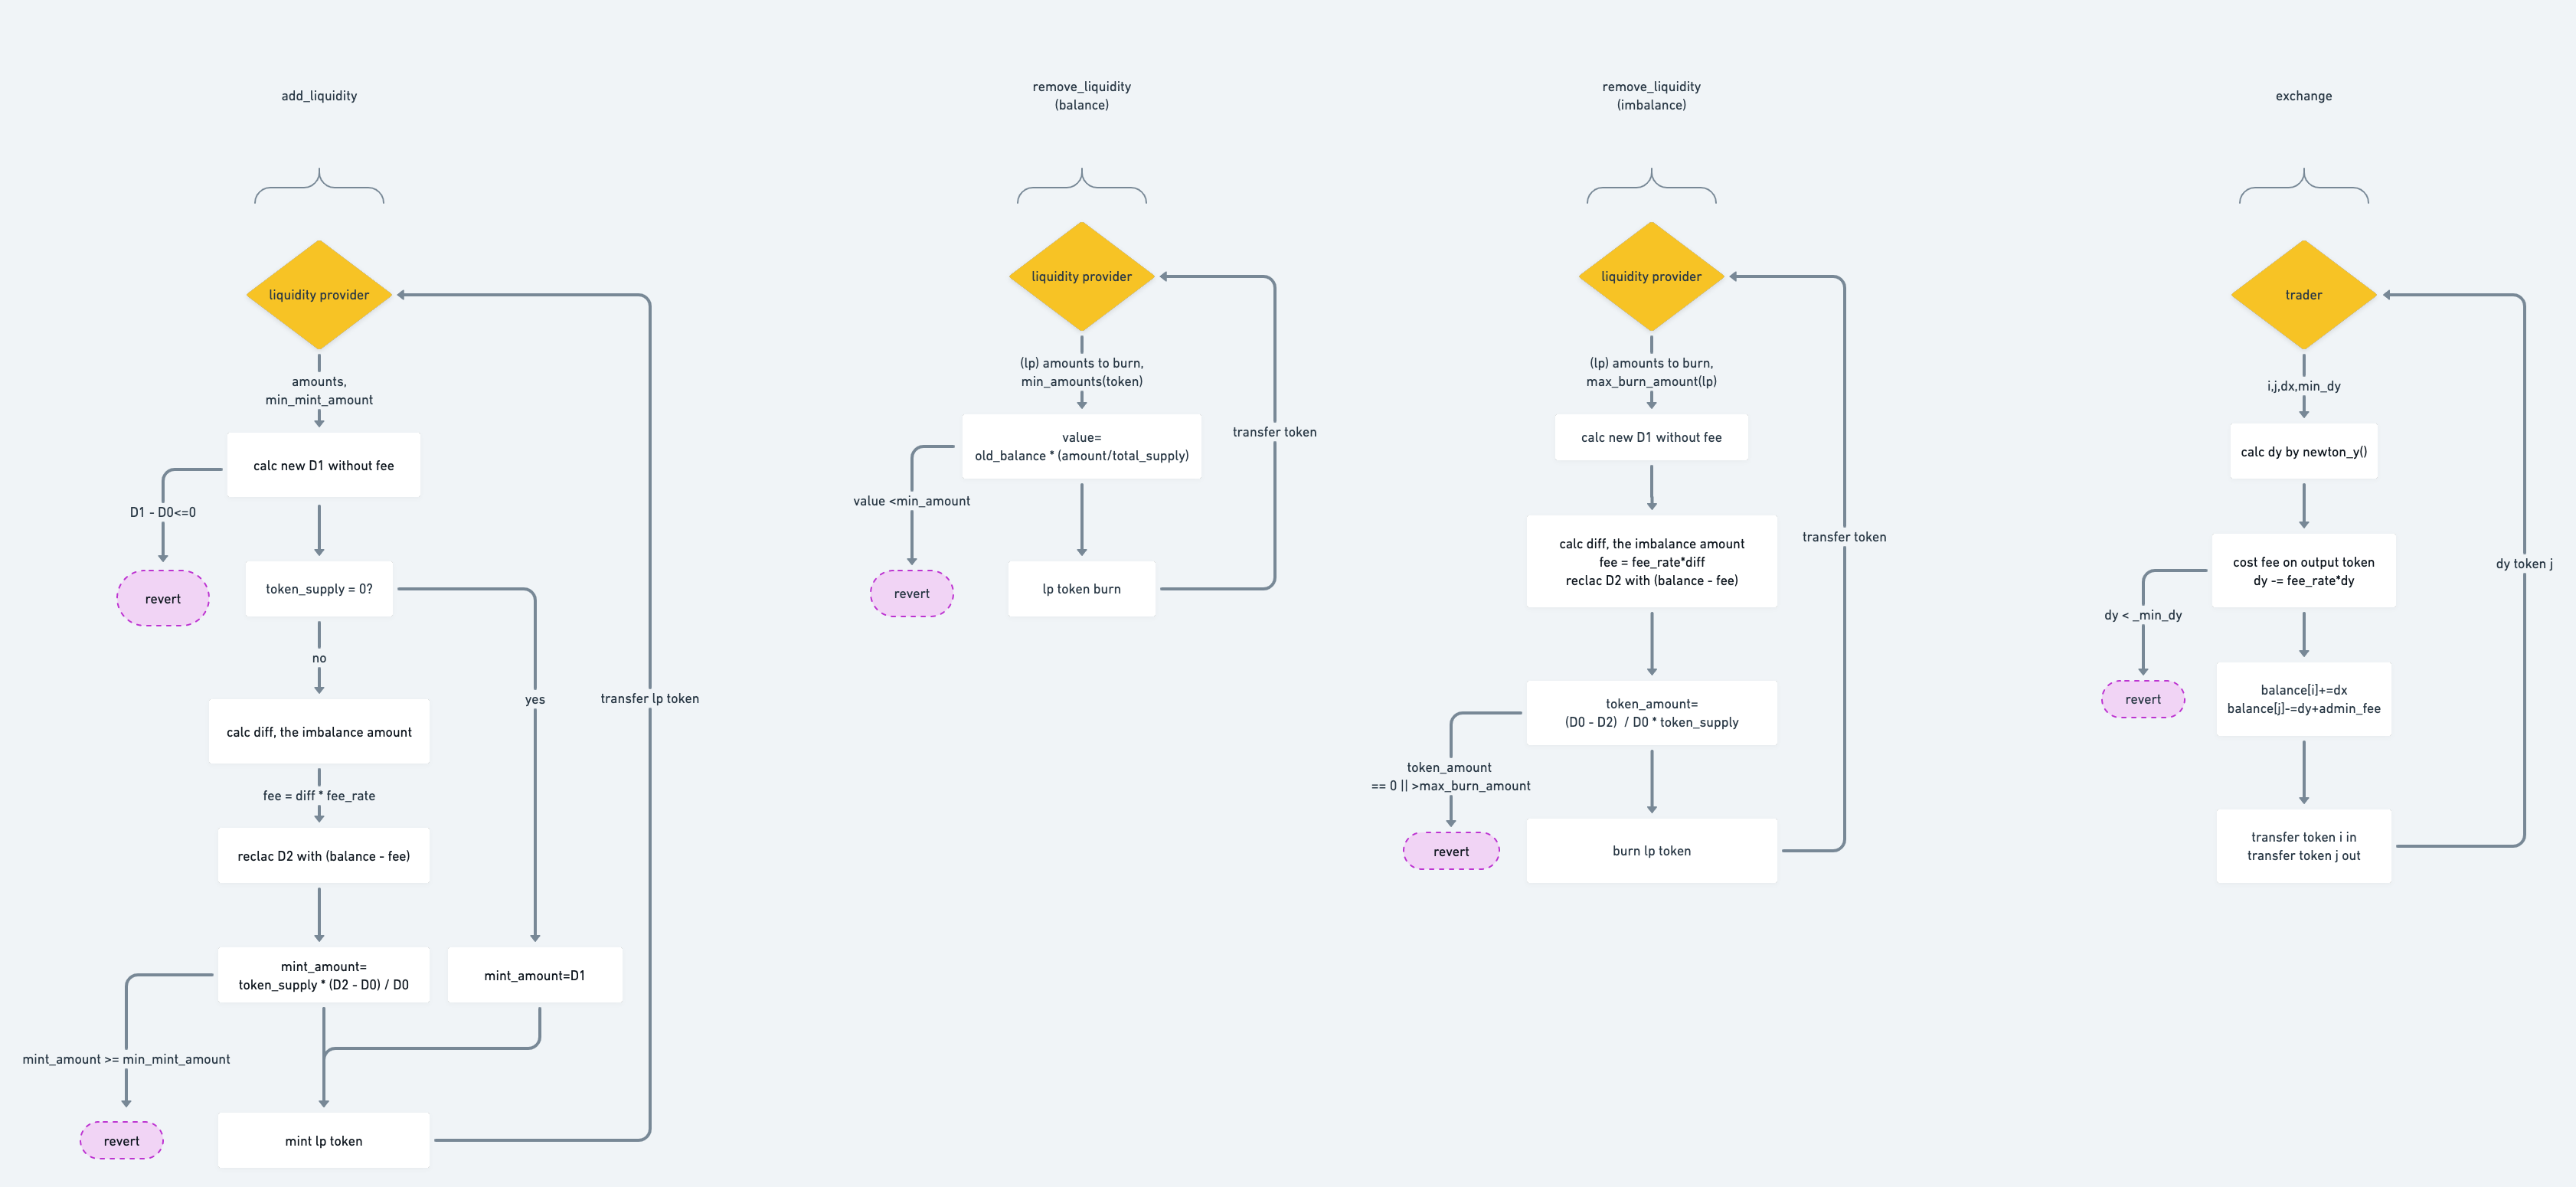 add_liquidity
liquidity provider
amounts,
min_mint_amount
calc new D1 without fee
D1 - D0<=0
revert
token_supply = 0?
no
yes
transfer lp token
calc diff, the imbalance amount
fee = diff * fee_rate
reclac D2 with (balance - fee)
mint_amount=
token_supply * (D2 - D0) / D0
mint_amount=D1
mint_amount >= min_mint_amount
revert
mint lp token
remove_liquidity
(balance)
liquidity provider
(lp) amounts to burn,
min_amounts(token)
value=
old_balance * (amount/total_supply)
transfer token
value <min_amount
revert
lp token burn
remove_liquidity
(imbalance)
liquidity provider
(lp) amounts to burn,
max_burn_amount(lp)
calc new D1 without fee
calc diff, the imbalance amount
fee = fee_rate*diff
reclac D2 with (balance - fee)
transfer token
token_amount=
(D0 - D2) / D0 * token_supply
token_amount
== 0 || >max_burn_amount
revert
burn lp token
exchange
trader
i,j,dx,min_dy
calc dy by newton_y()
cost fee on output token
dy -= fee_rate*dy
dy token j
dy < _min_dy
revert
balance[i]+=dx
balance[j]-=dy+admin_fee
transfer token i in
transfer token j out